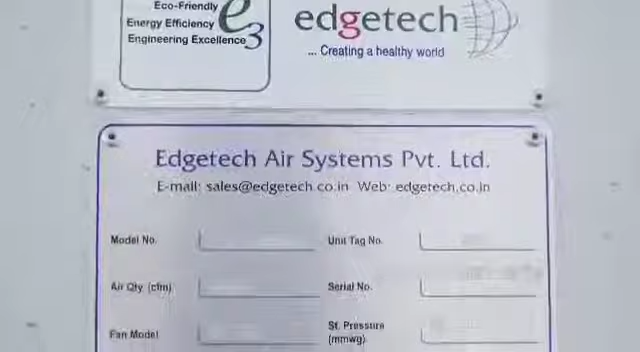 Eco-Friendly
Energy Efficiency
Engineering Excellence
e3
edgetech
... Creating a healthy world
Edgetech Air Systems Pvt. Ltd.
E-mail: sales@edgetech.co.in Web: edgetech.co.in
Model No. Unit Tag No.
Air Qty. (cfm) Serial No.
Fan Model St. Pressure
(mmwg)